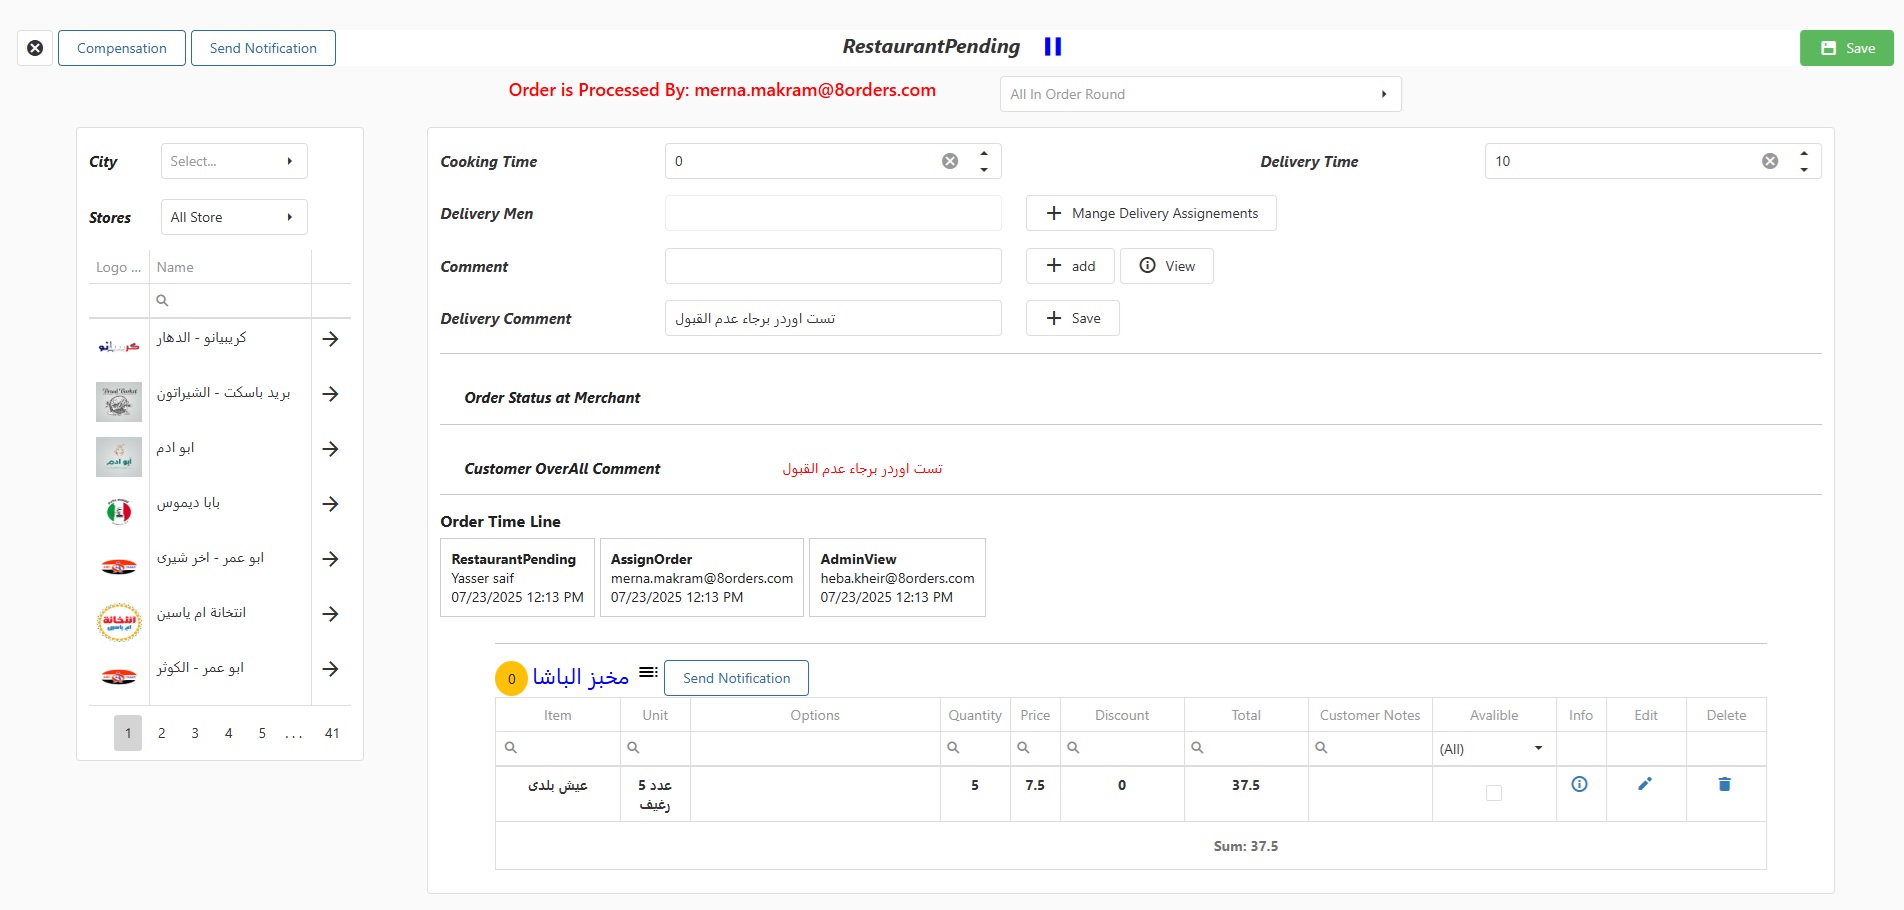 Compensation
Send Notification
RestaurantPending
Save
Order is Processed By: merna.makram@8orders.com
All In Order Round
City
Select...
Stores
All Store
Logo ...
Name
كريبيانو - الدهار
بريد باسكت - الشيراتون
ابو ادم
بابا ديموس
ابو عمر - اخر شيرى
انتخانة ام ياسين
ابو عمر - الكوثر
1 2 3 4 5 ... 41
Cooking Time
0
Delivery Time
10
Delivery Men
Mange Delivery Assignements
Comment
add
View
Delivery Comment
تست اوردر برجاء عدم القبول
Save
Order Status at Merchant
Customer OverAll Comment
تست اوردر برجاء عدم القبول
Order Time Line
RestaurantPending
Yasser saif
07/23/2025 12:13 PM
AssignOrder
merna.makram@8orders.com
07/23/2025 12:13 PM
AdminView
heba.kheir@8orders.com
07/23/2025 12:13 PM
0
مخبز الباشا
Send Notification
Item Unit Options Quantity Price Discount Total Customer Notes Avalible Info Edit Delete
(All)
عيش بلدى
عدد 5
رغيف
5 7.5 0 37.5
Sum: 37.5